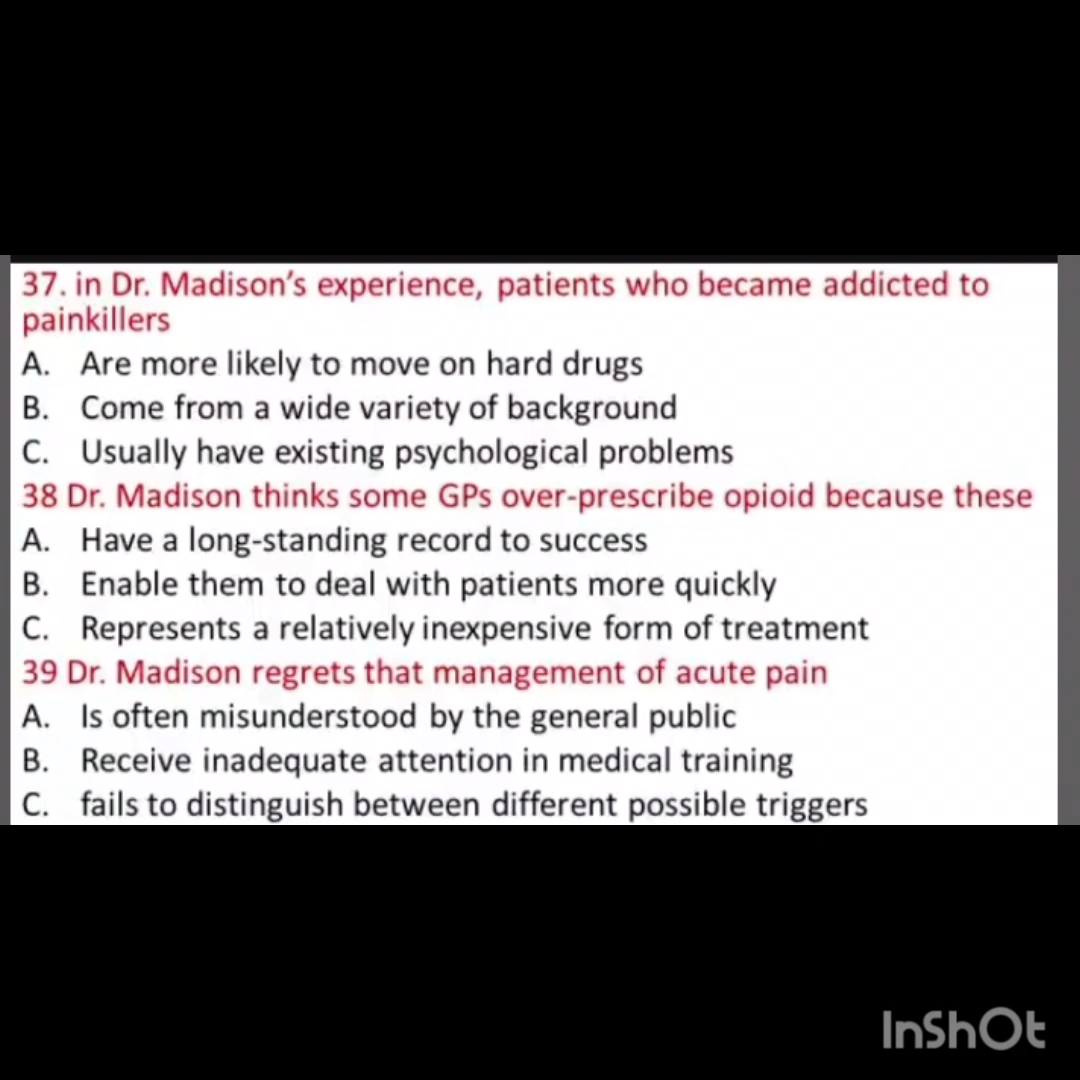 37. in Dr. Madison's experience, patients who became addicted to
painkillers
A. Are more likely to move on hard drugs
B. Come from a wide variety of background
C. Usually have existing psychological problems
38 Dr. Madison thinks some GPs over-prescribe opioid because these
A. Have a long-standing record to success
B. Enable them to deal with patients more quickly
C. Represents a relatively inexpensive form of treatment
39 Dr. Madison regrets that management of acute pain
A. Is often misunderstood by the general public
B. Receive inadequate attention in medical training
C. fails to distinguish between different possible triggers
InShOt